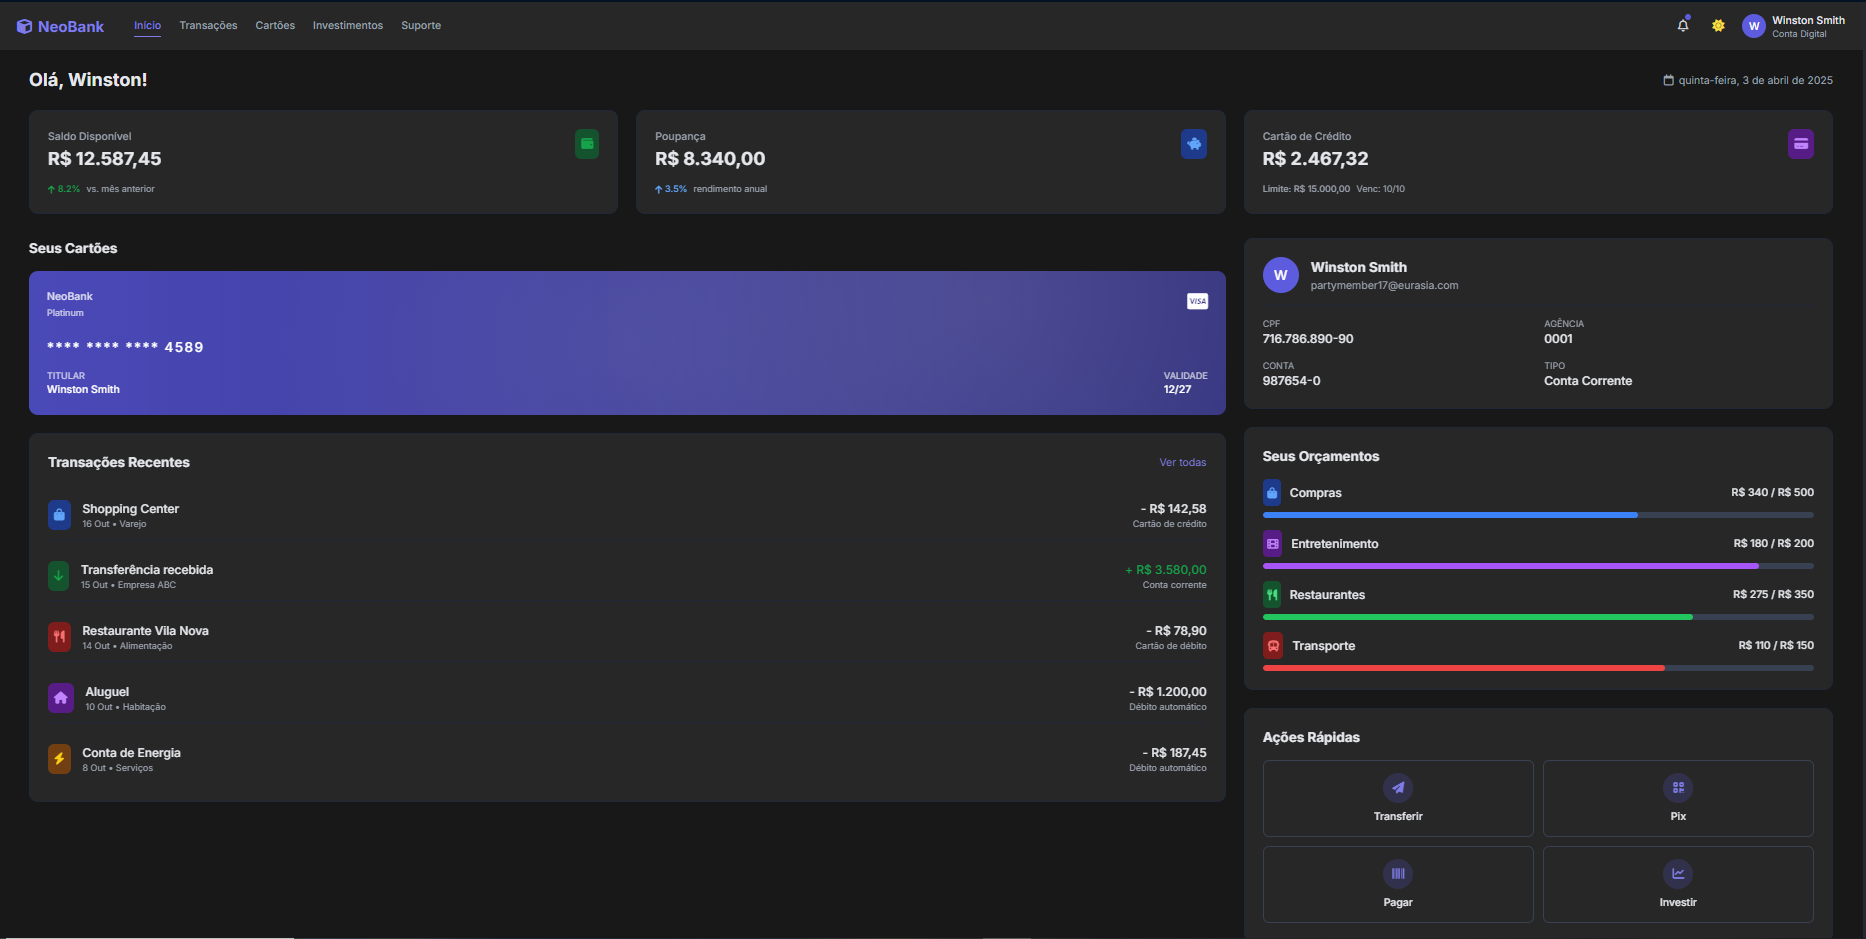 NeoBank
Início Transações Cartões Investimentos Suporte
W
Winston Smith
Conta Digital
Olá, Winston!
quinta-feira, 3 de abril de 2025
Saldo Disponível
R$ 12.587,45
8.2% vs. mês anterior
Poupança
R$ 8.340,00
3.5% rendimento anual
Cartão de Crédito
R$ 2.467,32
Limite: R$ 15.000,00 Venc: 10/10
Seus Cartões
NeoBank
Platinum
VISA
**** **** **** 4589
TITULAR
Winston Smith
VALIDADE
12/27
Transações Recentes
Ver todas
Shopping Center
16 Out • Varejo
- R$ 142,58
Cartão de crédito
Transferência recebida
15 Out • Empresa ABC
+ R$ 3.580,00
Conta corrente
Restaurante Vila Nova
14 Out • Alimentação
- R$ 78,90
Cartão de débito
Aluguel
10 Out • Habitação
- R$ 1.200,00
Débito automático
Conta de Energia
8 Out • Serviços
- R$ 187,45
Débito automático
W
Winston Smith
partymember17@eurasia.com
CPF
716.786.890-90
AGÊNCIA
0001
CONTA
987654-0
TIPO
Conta Corrente
Seus Orçamentos
Compras
R$ 340 / R$ 500
Entretenimento
R$ 180 / R$ 200
Restaurantes
R$ 275 / R$ 350
Transporte
R$ 110 / R$ 150
Ações Rápidas
Transferir
Pix
Pagar
Investir